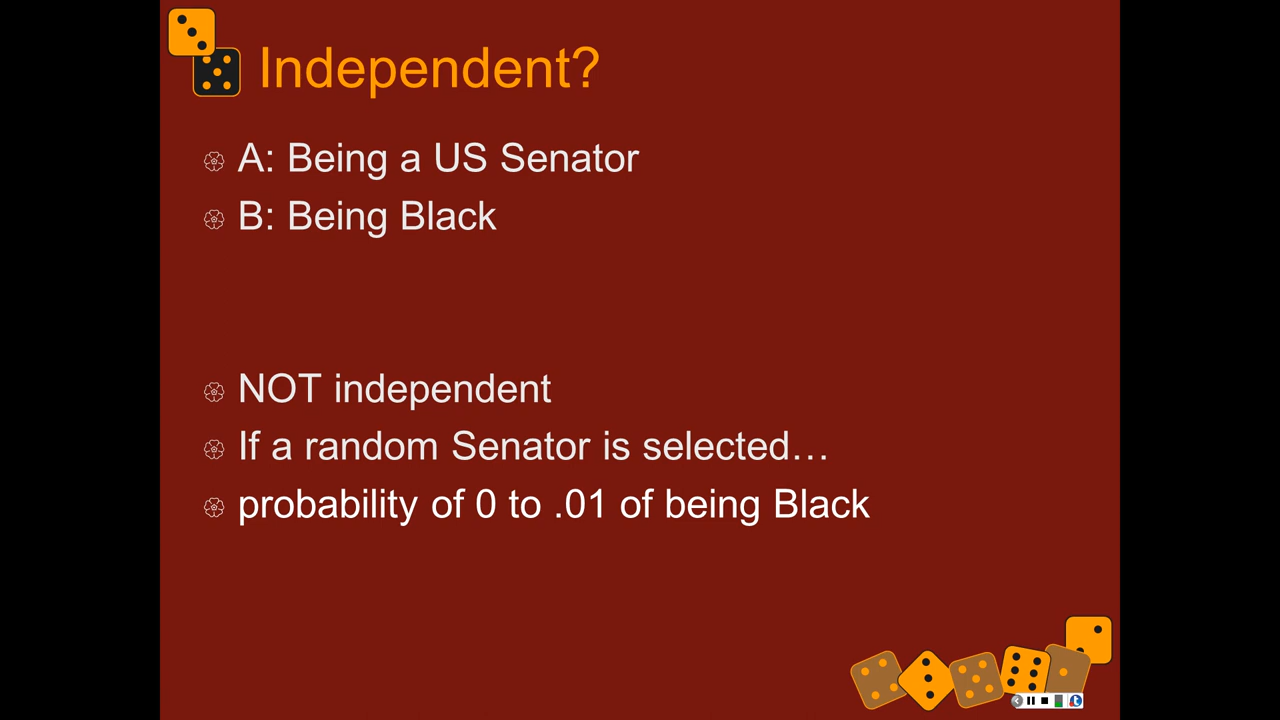 Independent?
A: Being a US Senator
B: Being Black
NOT independent
If a random Senator is selected…
probability of 0 to .01 of being Black